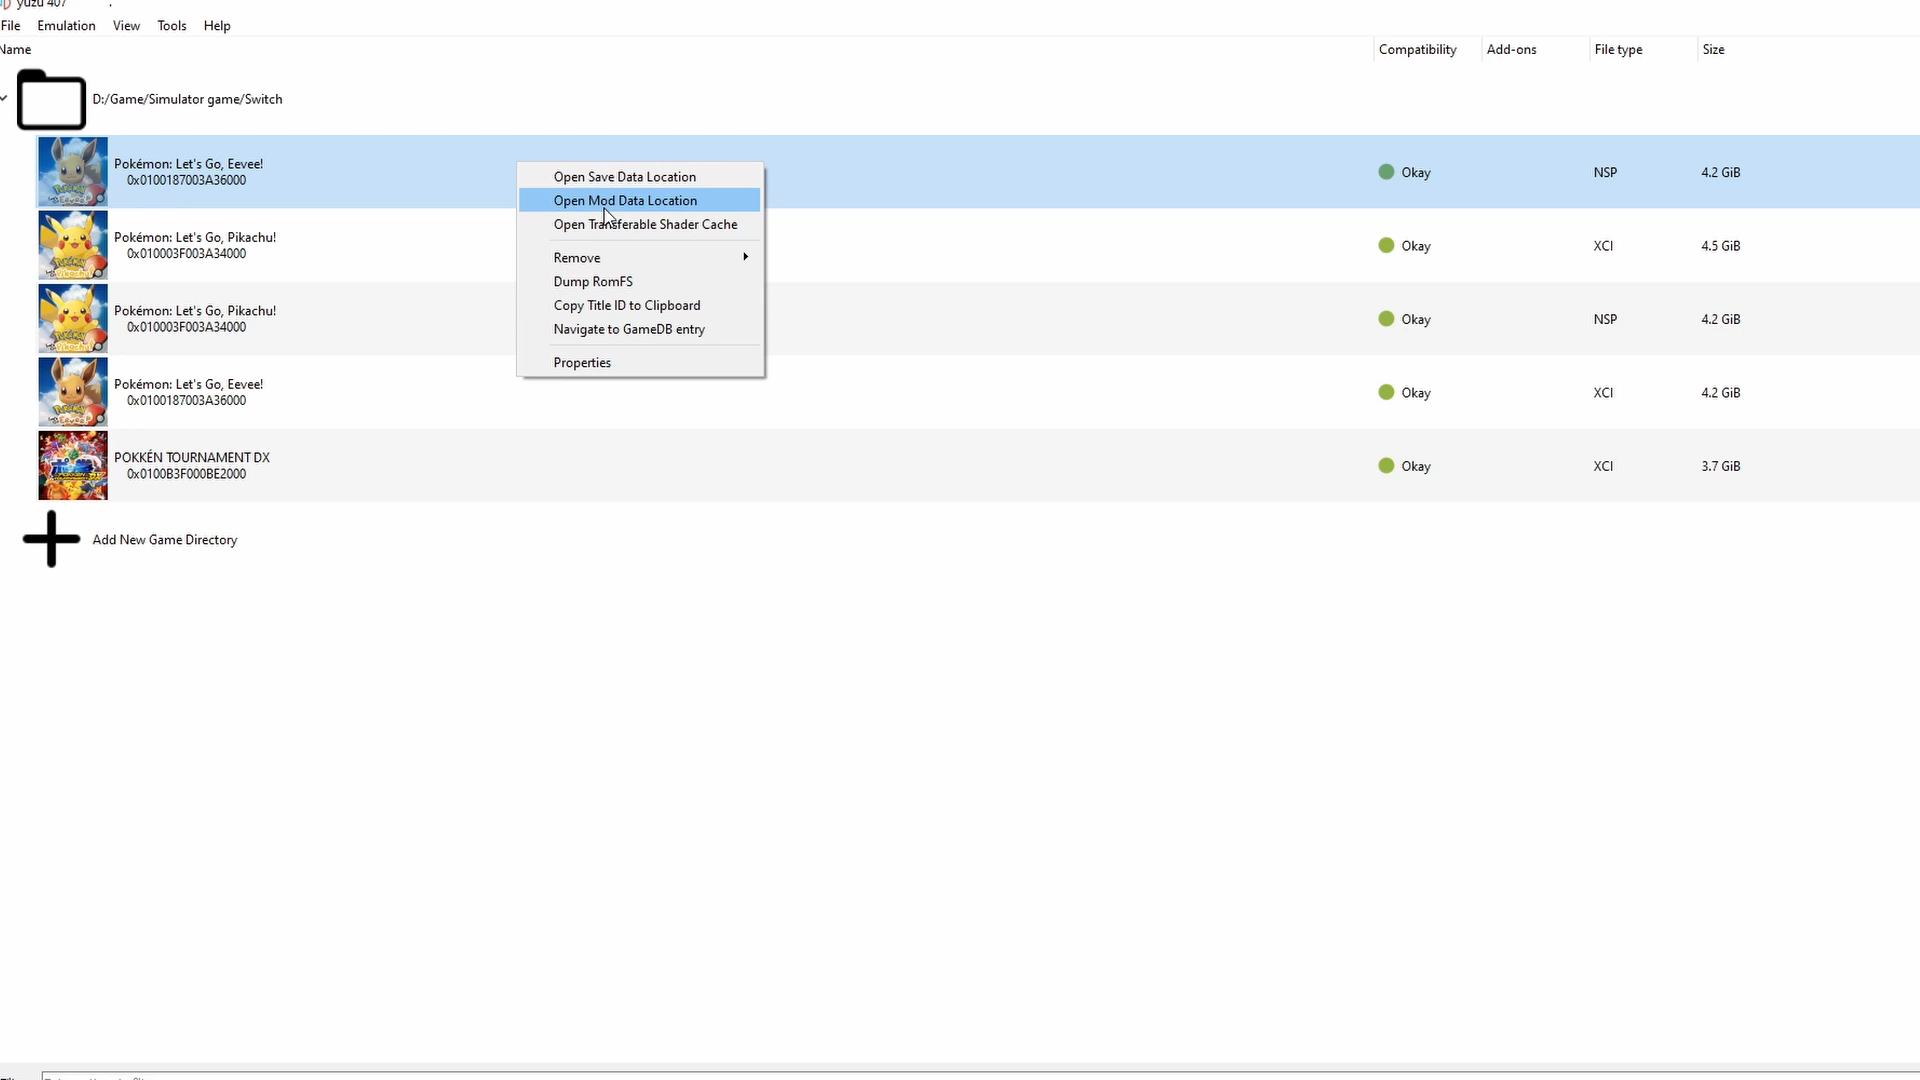 yuzu 407
File Emulation View Tools Help
Name Compatibility Add-ons File type Size
D:/Game/Simulator game/Switch
Pokémon: Let's Go, Eevee!
0x0100187003A36000
Okay NSP 4.2 GiB
Pokémon: Let's Go, Pikachu!
0x010003F003A34000
Okay XCI 4.5 GiB
Pokémon: Let's Go, Pikachu!
0x010003F003A34000
Okay NSP 4.2 GiB
Pokémon: Let's Go, Eevee!
0x0100187003A36000
Okay XCI 4.2 GiB
POKKÉN TOURNAMENT DX
0x0100B3F000BE2000
Okay XCI 3.7 GiB
Add New Game Directory
Open Save Data Location
Open Mod Data Location
Open Transferable Shader Cache
Remove
Dump RomFS
Copy Title ID to Clipboard
Navigate to GameDB entry
Properties